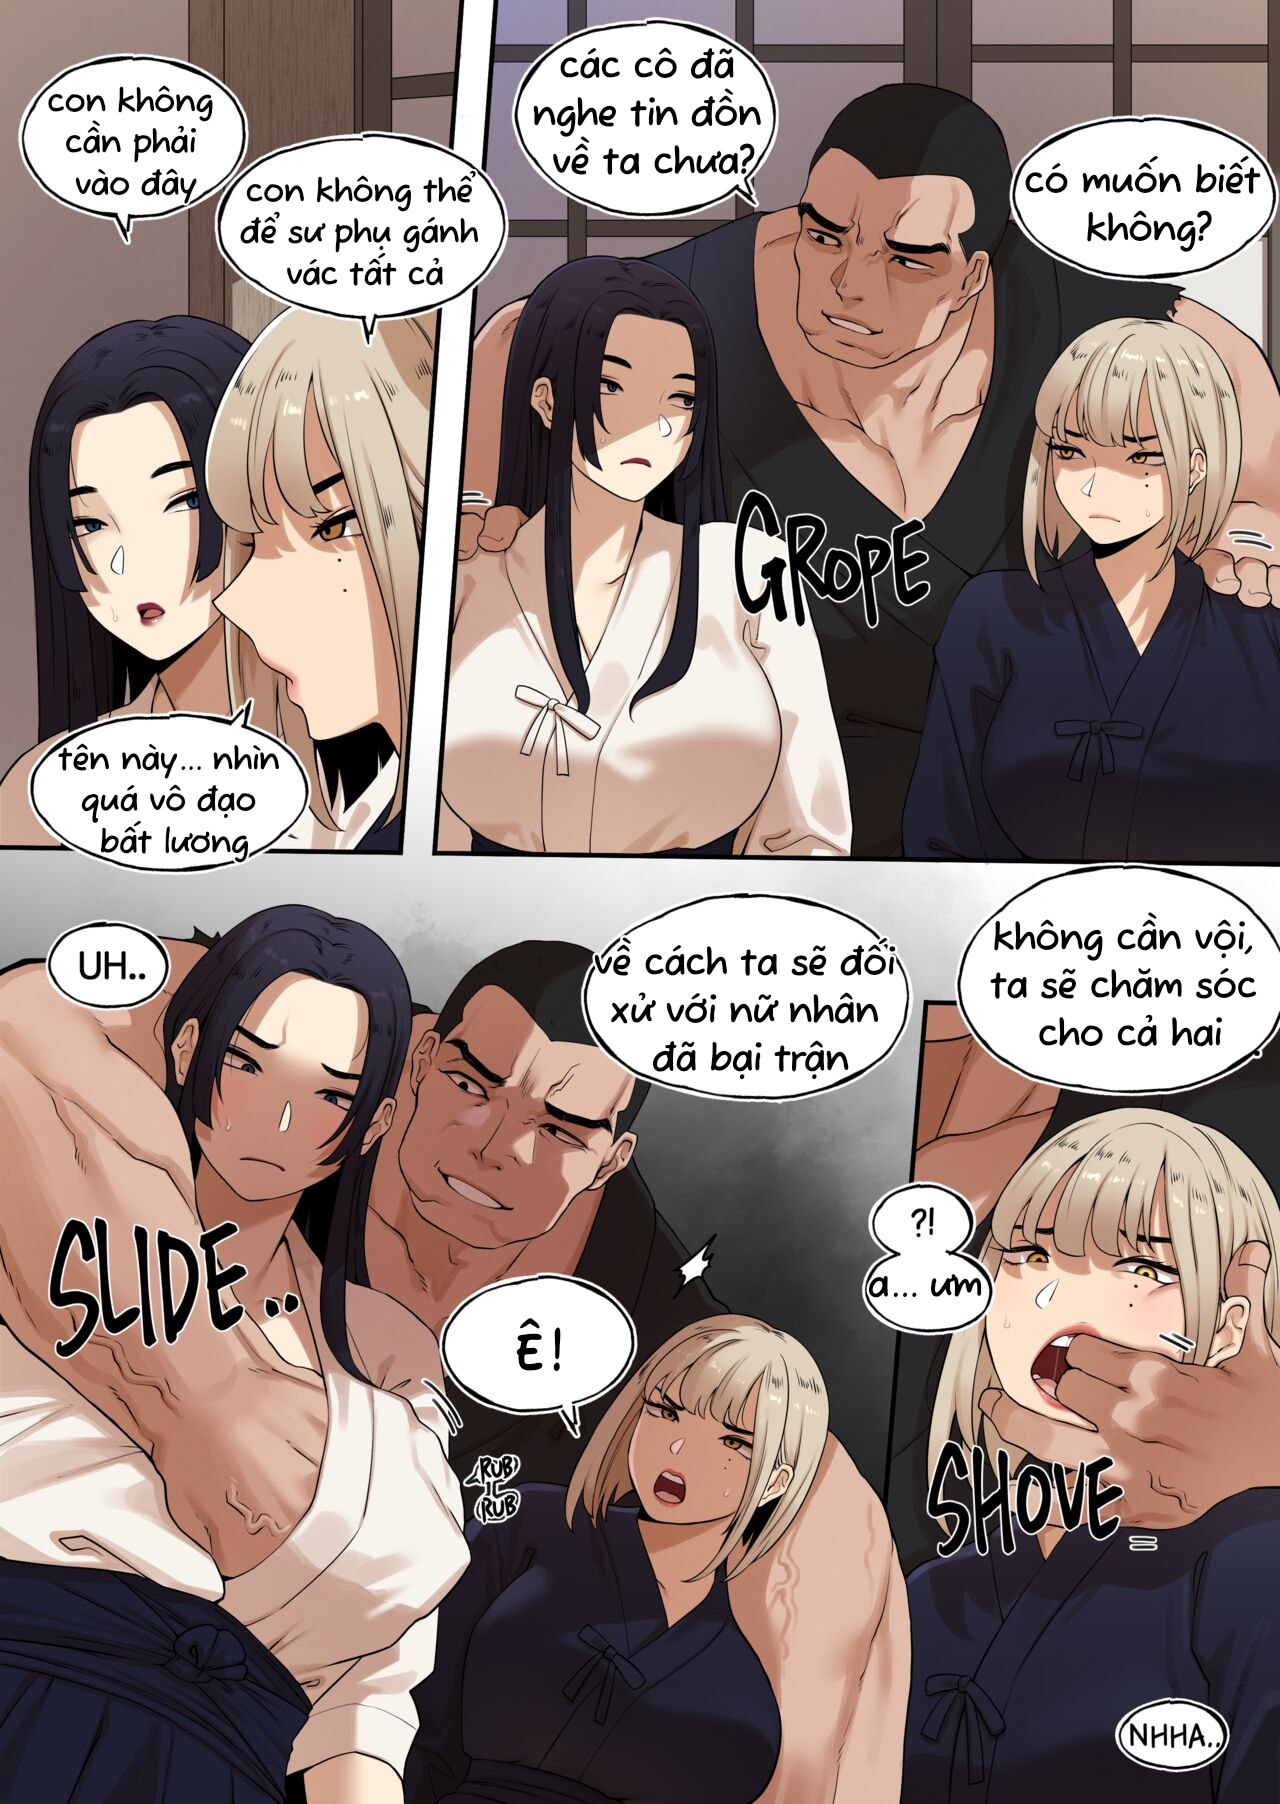 con không
cần phải
vào đây
con không thể
để sư phụ gánh
vác tất cả
tên này... nhìn
quá vô đạo
bất lương
các cô đã
nghe tin đồn
về ta chưa?
có muốn biết
không?
GROPE
UH..
về cách ta sẽ đối
xử với nữ nhân
đã bại trận
SLIDE..
Ê!
RUB
RUB
không cần vội,
ta sẽ chăm sóc
cho cả hai
?!
a... ưm
SHOVE
NHHA..